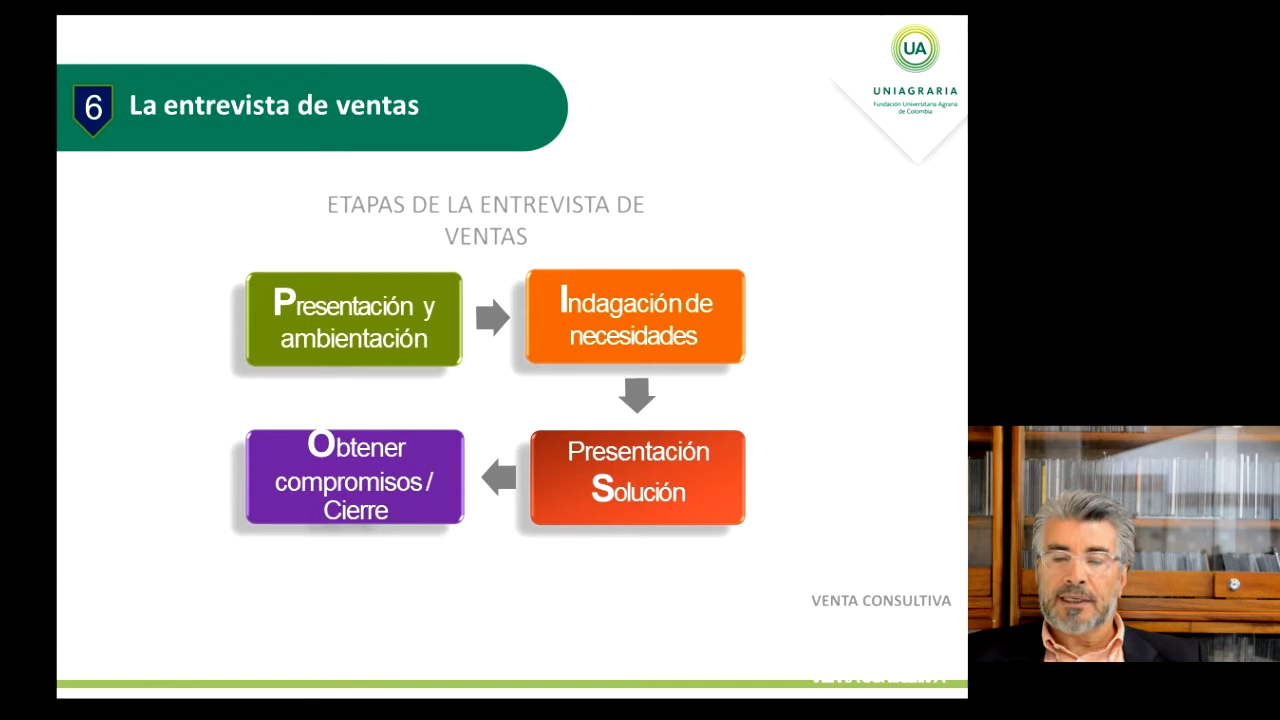 UA
UNIAGRARIA
Fundación Universitaria Agraria
de Colombia
6
La entrevista de ventas
ETAPAS DE LA ENTREVISTA DE
VENTAS
Presentación y
ambientación
Indagación de
necesidades
Obtener
compromisos /
Cierre
Presentación
Solución
VENTA CONSULTIVA